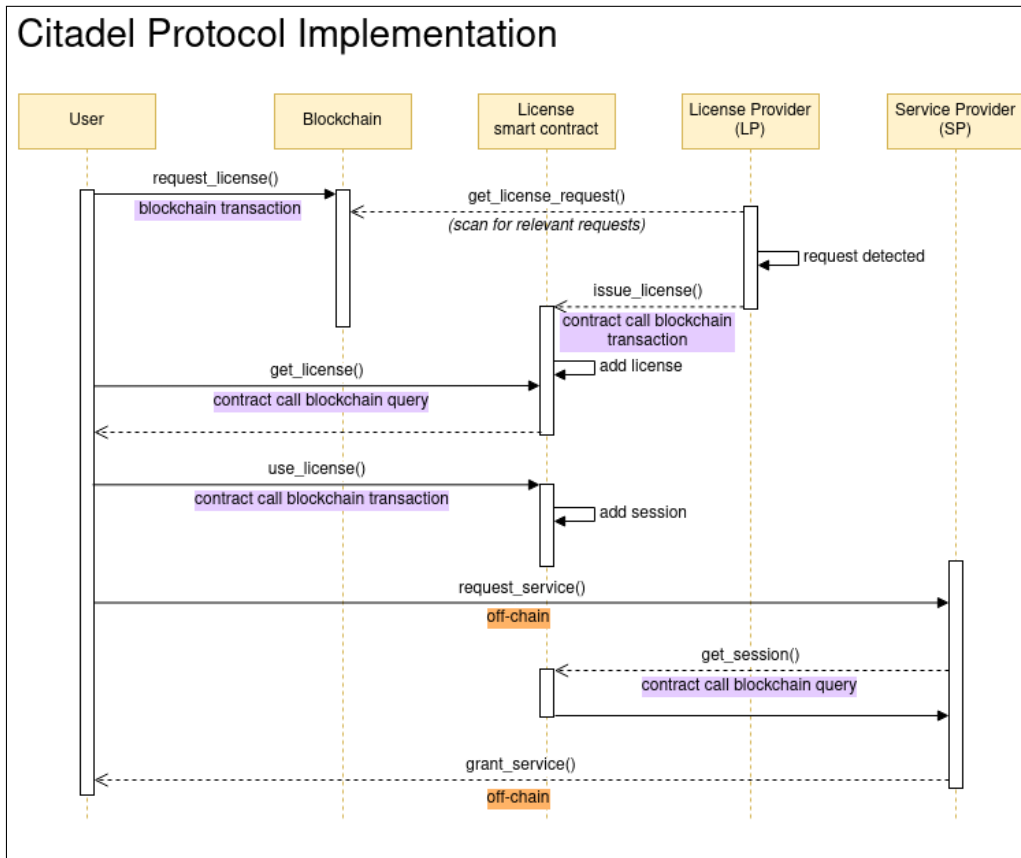 Citadel Protocol Implementation
User
Blockchain
License
smart contract
License Provider
(LP)
Service Provider
(SP)
request_license()
blockchain transaction
get_license_request()
(scan for relevant requests)
request detected
issue_license()
contract call blockchain
transaction
add license
get_license()
contract call blockchain query
use_license()
contract call blockchain transaction
add session
request_service()
off-chain
get_session()
contract call blockchain query
grant_service()
off-chain